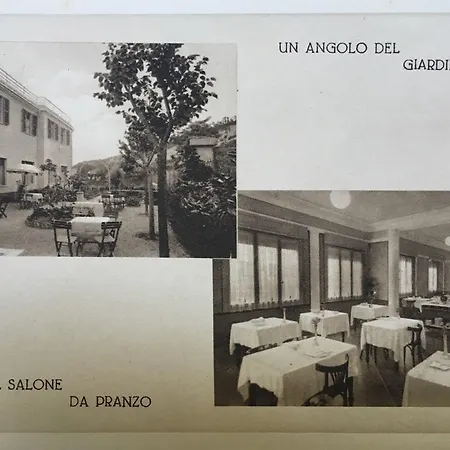 UN ANGOLO DEL
GIARDI
SALONE
DA PRANZO